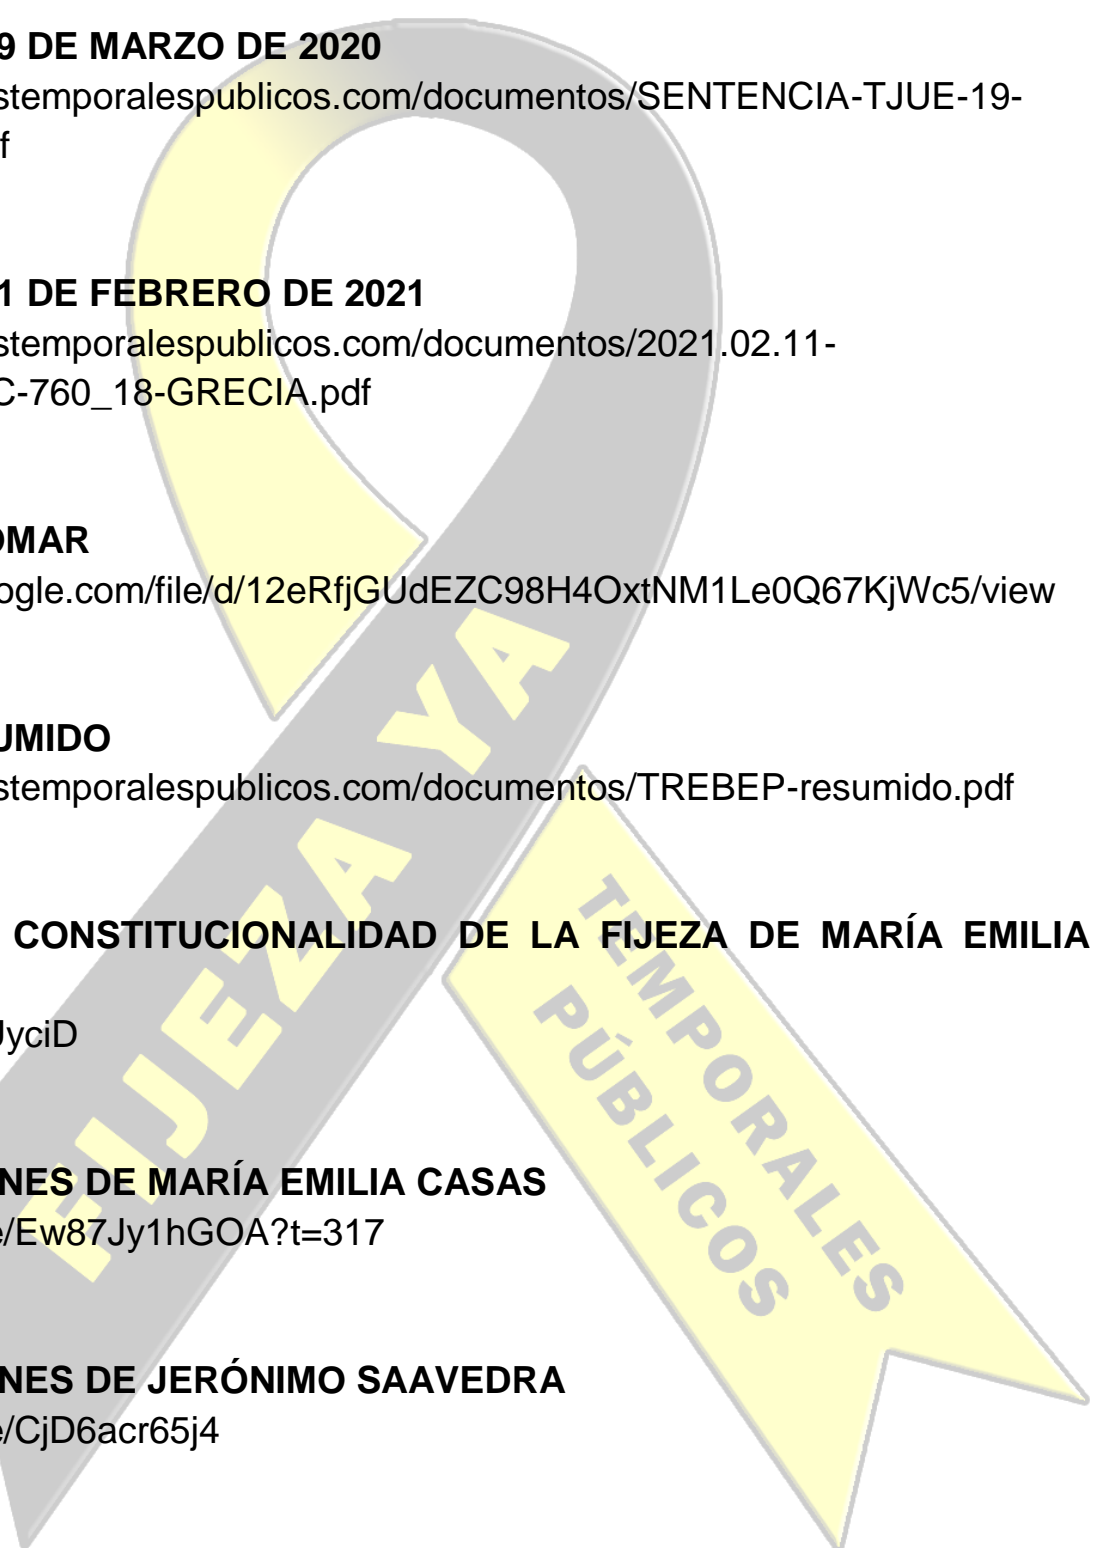 9 DE MARZO DE 2020
stemporalespublicos.com/documentos/SENTENCIA-TJUE-19-
f
1 DE FEBRERO DE 2021
stemporalespublicos.com/documentos/2021.02.11-
C-760_18-GRECIA.pdf
OMAR
ogle.com/file/d/12eRfjGUdEZC98H4OxtNM1Le0Q67KjWc5/view
UMIDO
stemporalespublicos.com/documentos/TREBEP-resumido.pdf
CONSTITUCIONALIDAD DE LA FIJEZA DE MARÍA EMILIA
JyciD
NES DE MARÍA EMILIA CASAS
e/Ew87Jy1hGOA?t=317
NES DE JERÓNIMO SAAVEDRA
e/CjD6acr65j4
FIJEZA YA
TEMPORALES
PÚBLICOS